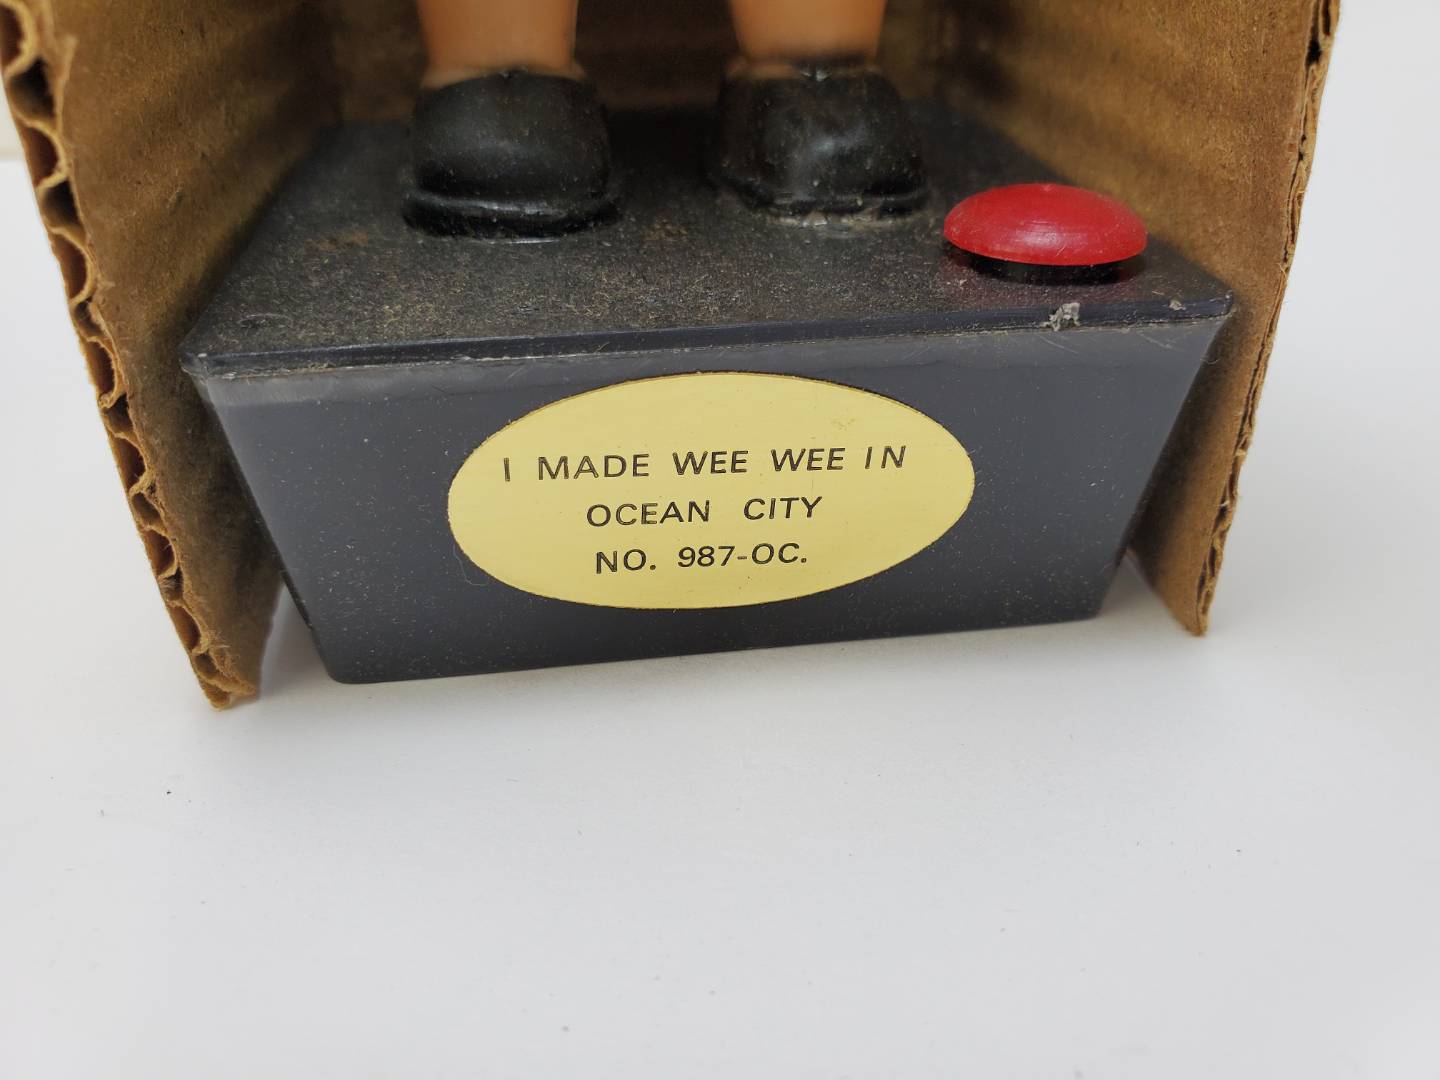 I MADE WEE WEE IN
OCEAN CITY
NO. 987-OC.